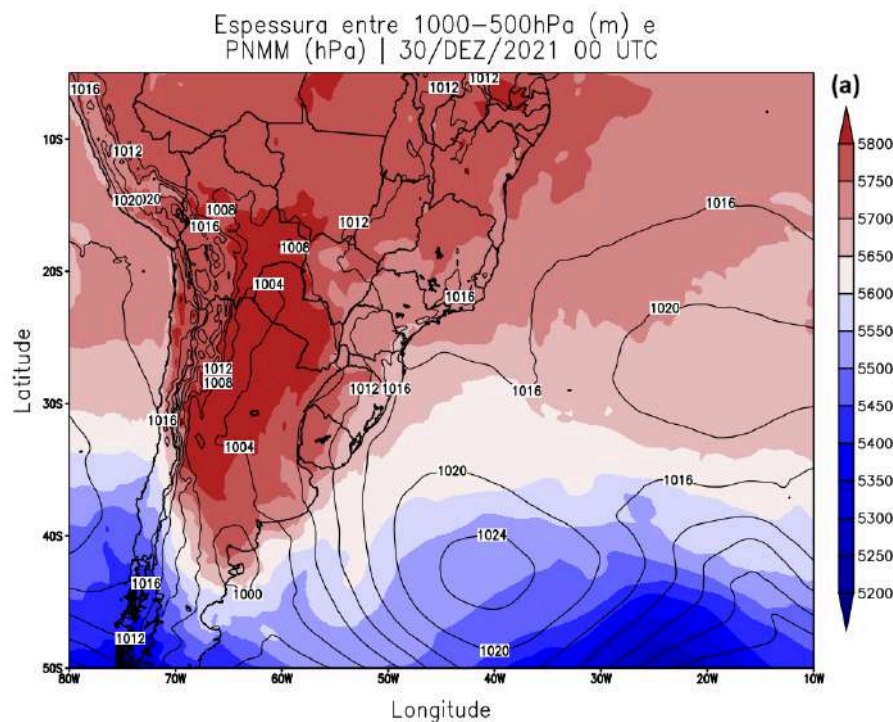 Espessura entre 1000–500hPa (m) e
PNMM (hPa) | 30/DEZ/2021 00 UTC
(a)
1016
1012
1012
1012
1012
1020
1008
1016
1012
1008
1004
1016
1016
1020
1012
1008
1012
1016
1016
1016
1004
1020
1016
1024
1016
1000
1012
1020
10S
20S
30S
40S
50S
Latitude
80W
70W
60W
50W
40W
30W
20W
10W
Longitude
5800
5750
5700
5650
5600
5550
5500
5450
5400
5350
5300
5250
5200